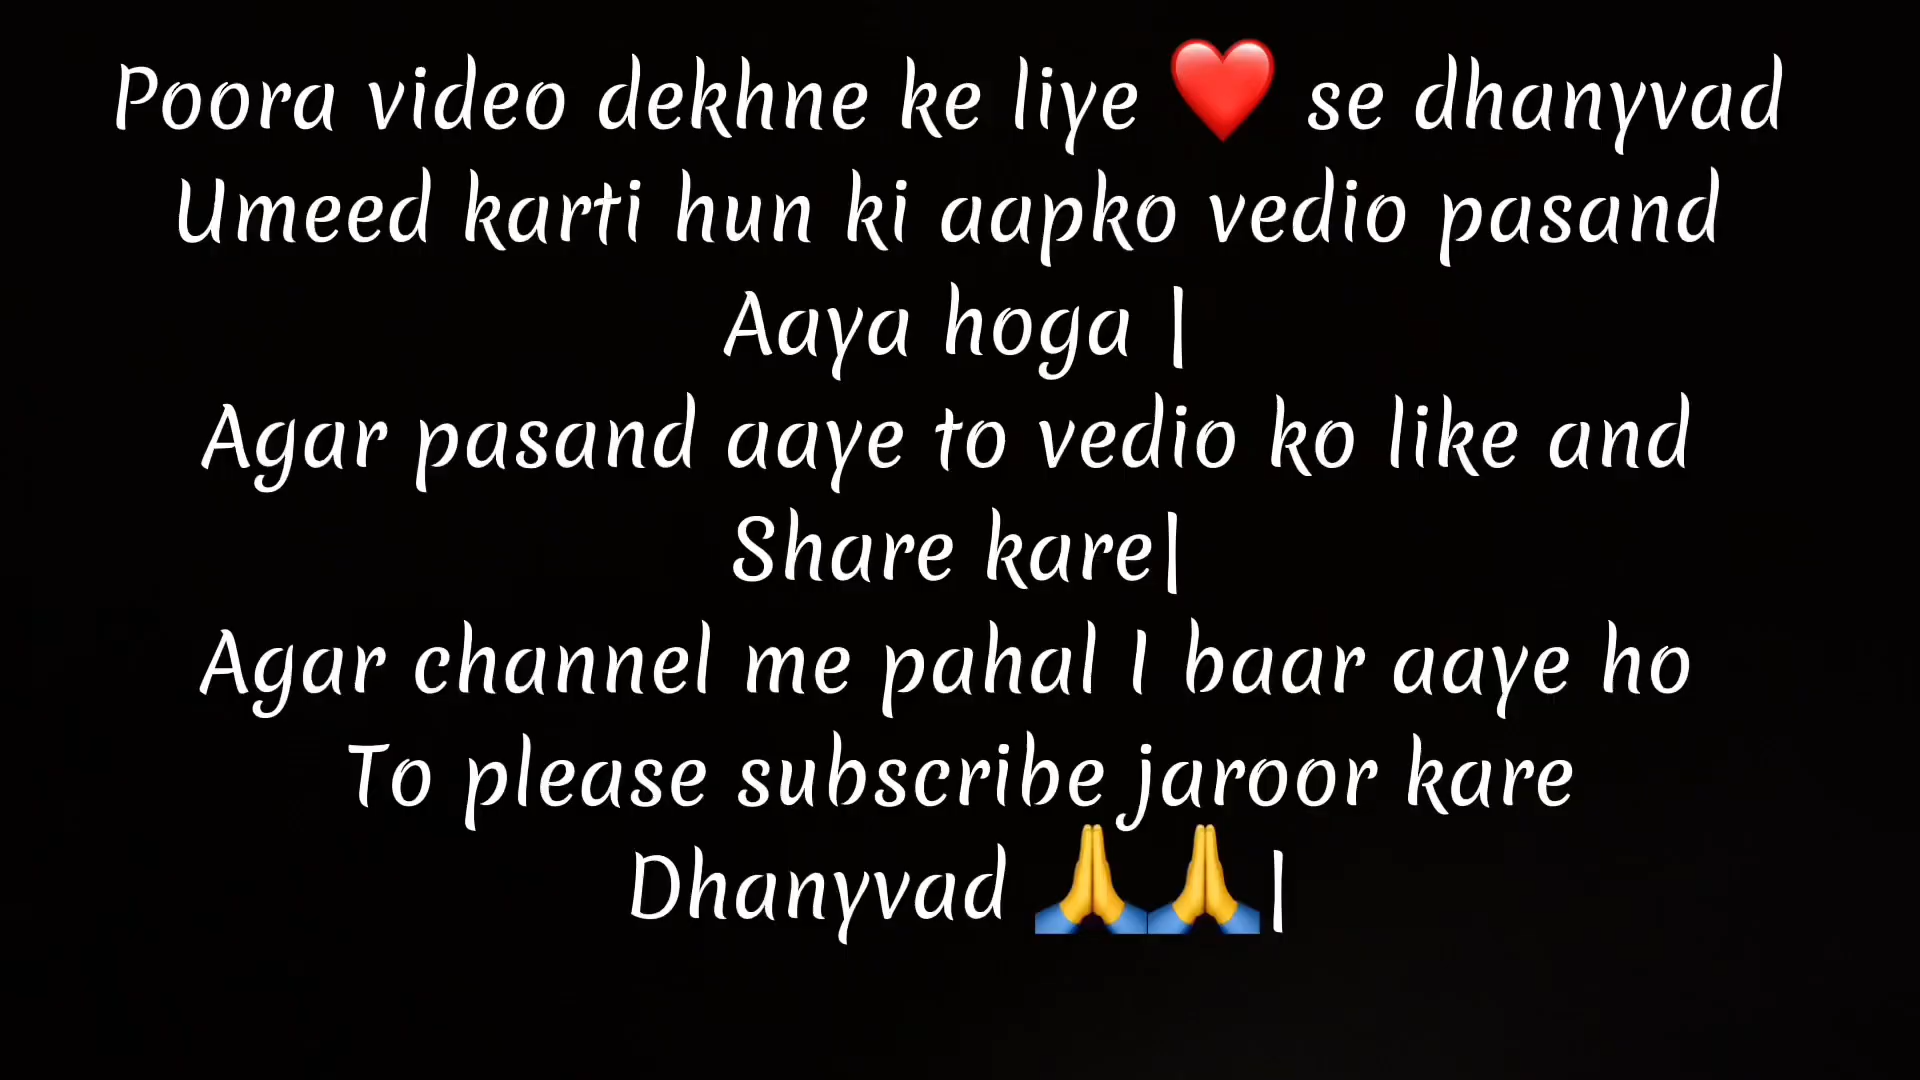 Poora video dekhne ke liye ❤️ se dhanyvad
Umeed karti hun ki aapko vedio pasand
Aaya hoga |
Agar pasand aaye to vedio ko like and
Share kare|
Agar channel me pahal I baar aaye ho
To please subscribe jaroor kare
Dhanyvad 🙏🙏|